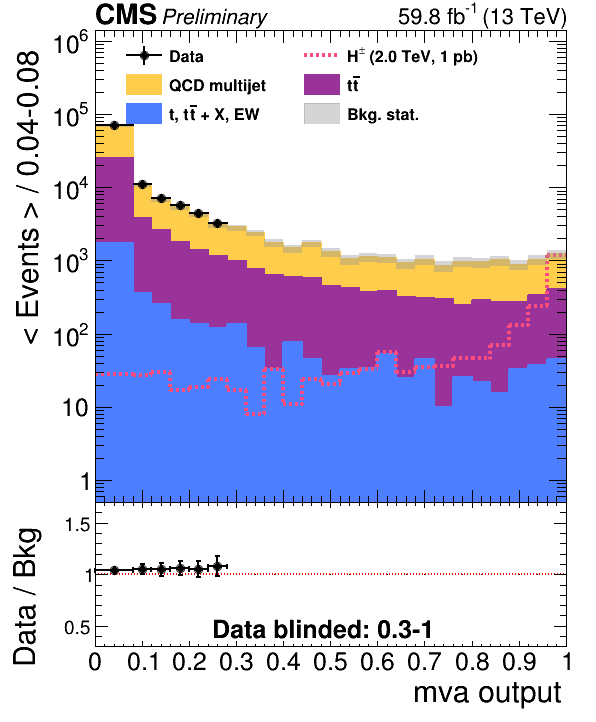 CMS Preliminary 59.8 fb⁻¹ (13 TeV)
< Events > / 0.04-0.08
10⁶
10⁵
10⁴
10³
10²
10
1
Data
H± (2.0 TeV, 1 pb)
QCD multijet
tt̄
t, tt̄ + X, EW
Bkg. stat.
Data / Bkg
1.5
1
0.5
Data blinded: 0.3-1
0 0.1 0.2 0.3 0.4 0.5 0.6 0.7 0.8 0.9 1
mva output